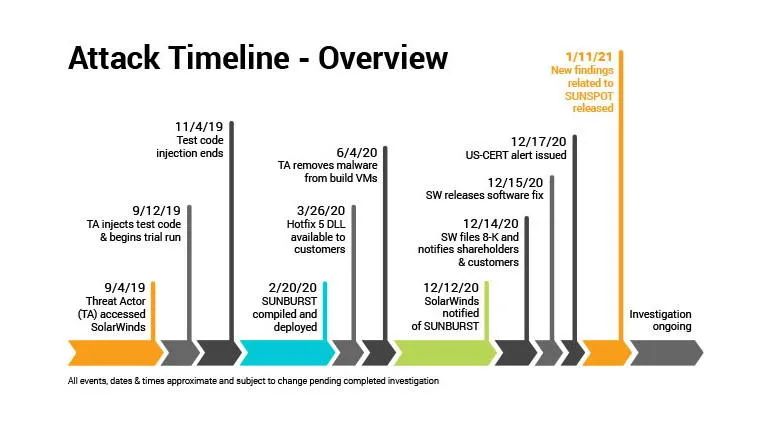 Attack Timeline - Overview
9/4/19
Threat Actor
(TA) accessed
SolarWinds
9/12/19
TA injects test code
& begins trial run
11/4/19
Test code
injection ends
2/20/20
SUNBURST
compiled and
deployed
3/26/20
Hotfix 5 DLL
available to
customers
6/4/20
TA removes malware
from build VMs
12/12/20
SolarWinds
notified
of SUNBURST
12/14/20
SW files 8-K and
notifies shareholders
& customers
12/15/20
SW releases software fix
12/17/20
US-CERT alert issued
1/11/21
New findings
related to
SUNSPOT
released
Investigation
ongoing
All events, dates & times approximate and subject to change pending completed investigation